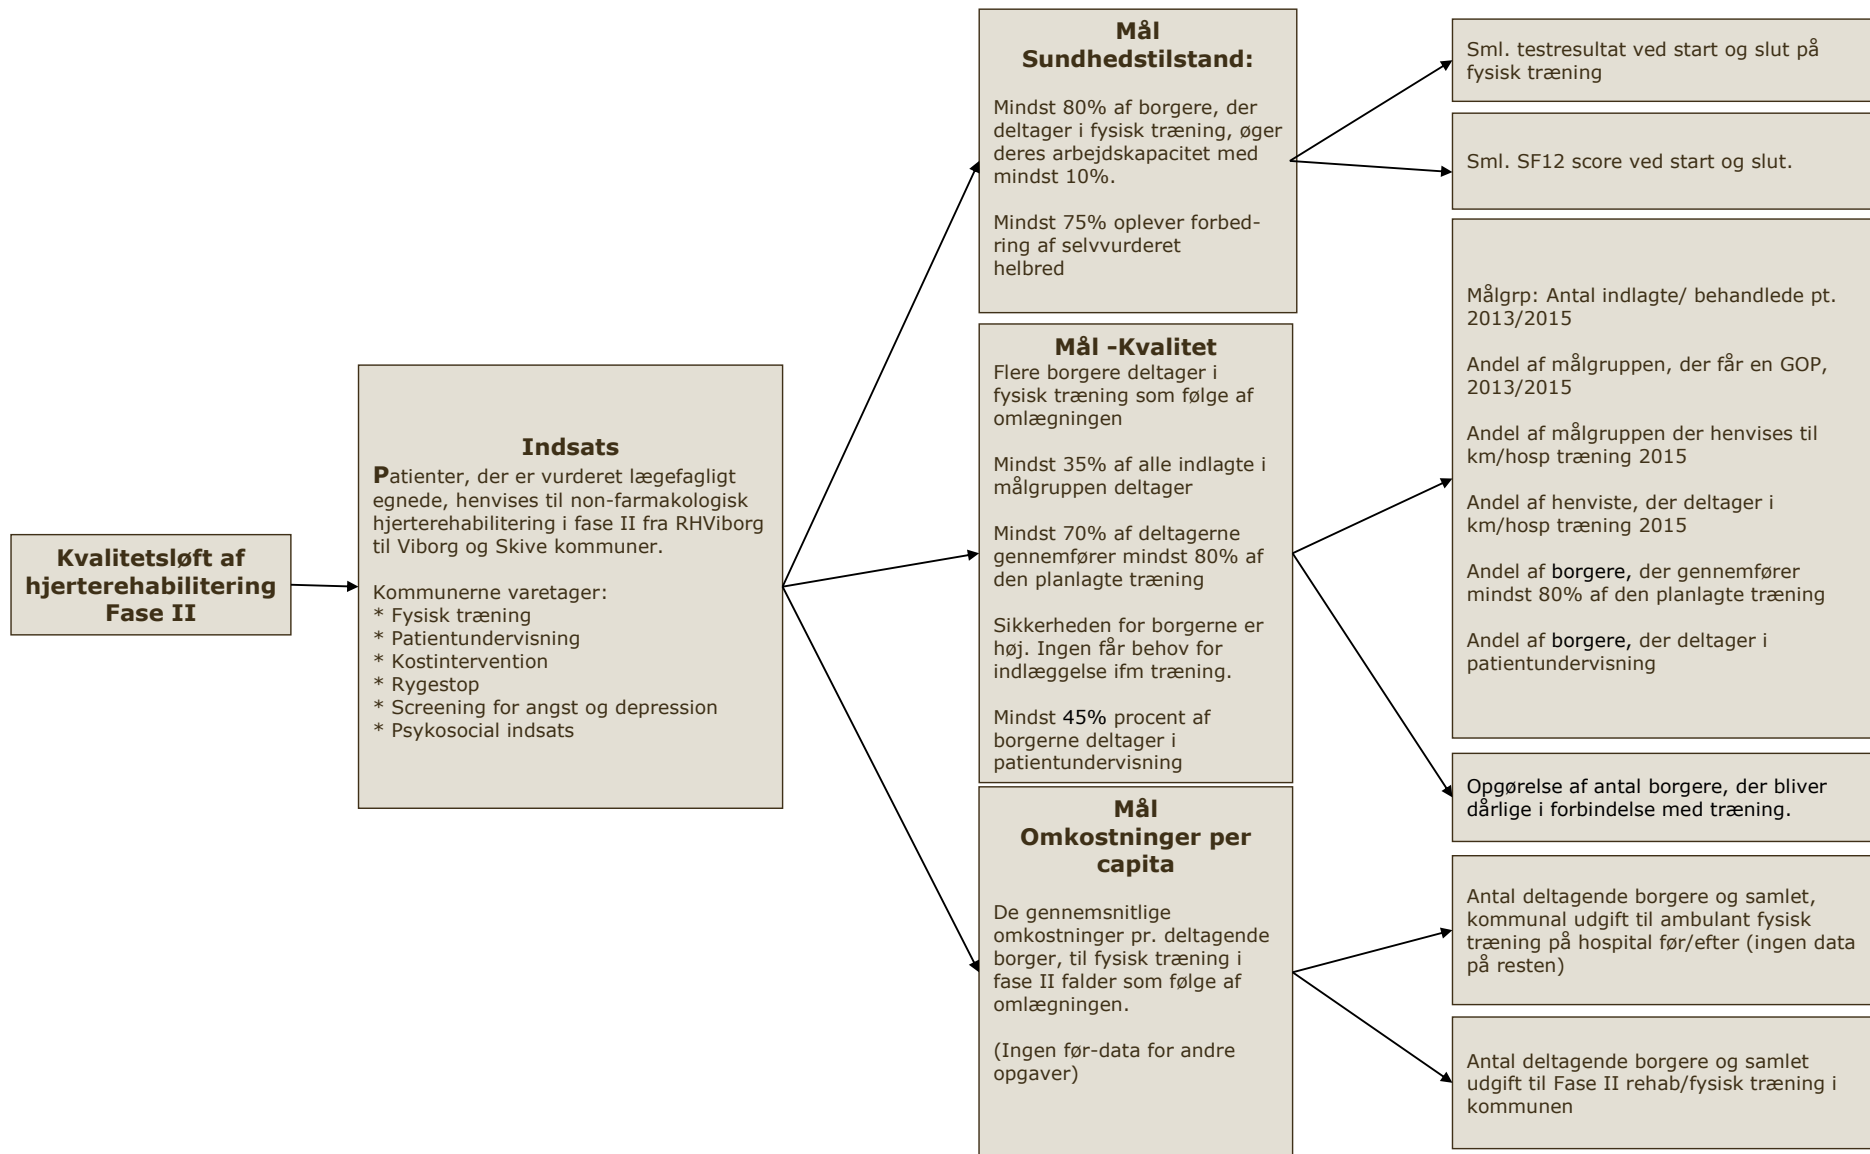 Kvalitetsløft af
hjerterehabilitering
Fase II
Indsats
Patienter, der er vurderet lægefagligt
egnede, henvises til non-farmakologisk
hjerterehabilitering i fase II fra RHViborg
til Viborg og Skive kommuner.
Kommunerne varetager:
* Fysisk træning
* Patientundervisning
* Kostintervention
* Rygestop
* Screening for angst og depression
* Psykosocial indsats
Mål
Sundhedstilstand:
Mindst 80% af borgere, der
deltager i fysisk træning, øger
deres arbejdskapacitet med
mindst 10%.
Mindst 75% oplever forbed-
ring af selvvurderet
helbred
Mål -Kvalitet
Flere borgere deltager i
fysisk træning som følge af
omlægningen
Mindst 35% af alle indlagte i
målgruppen deltager
Mindst 70% af deltagerne
gennemfører mindst 80% af
den planlagte træning
Sikkerheden for borgerne er
høj. Ingen får behov for
indlæggelse ifm træning.
Mindst 45% procent af
borgerne deltager i
patientundervisning
Mål
Omkostninger per
capita
De gennemsnitlige
omkostninger pr. deltagende
borger, til fysisk træning i
fase II falder som følge af
omlægningen.
(Ingen før-data for andre
opgaver)
Sml. testresultat ved start og slut på
fysisk træning
Sml. SF12 score ved start og slut.
Målgrp: Antal indlagte/ behandlede pt.
2013/2015
Andel af målgruppen, der får en GOP,
2013/2015
Andel af målgruppen der henvises til
km/hosp træning 2015
Andel af henviste, der deltager i
km/hosp træning 2015
Andel af borgere, der gennemfører
mindst 80% af den planlagte træning
Andel af borgere, der deltager i
patientundervisning
Opgørelse af antal borgere, der bliver
dårlige i forbindelse med træning.
Antal deltagende borgere og samlet,
kommunal udgift til ambulant fysisk
træning på hospital før/efter (ingen data
på resten)
Antal deltagende borgere og samlet
udgift til Fase II rehab/fysisk træning i
kommunen